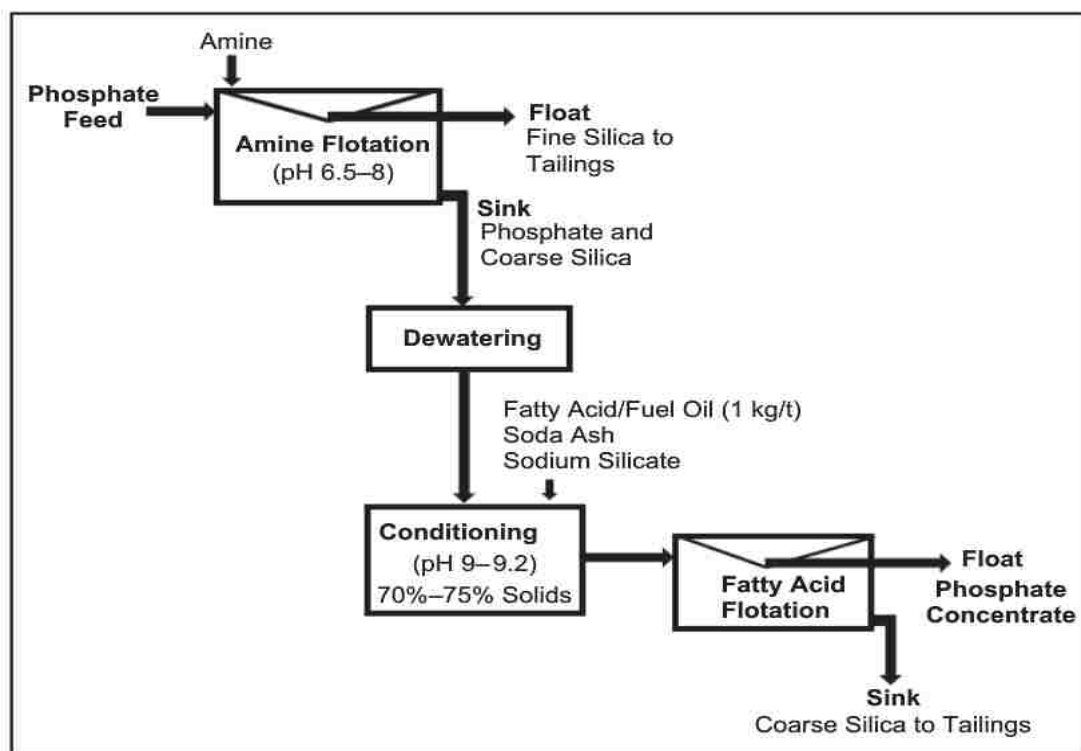 Amine
Phosphate
Feed
Amine Flotation
(pH 6.5–8)
Float
Fine Silica to
Tailings
Sink
Phosphate and
Coarse Silica
Dewatering
Fatty Acid/Fuel Oil (1 kg/t)
Soda Ash
Sodium Silicate
Conditioning
(pH 9–9.2)
70%–75% Solids
Fatty Acid
Flotation
Float
Phosphate
Concentrate
Sink
Coarse Silica to Tailings